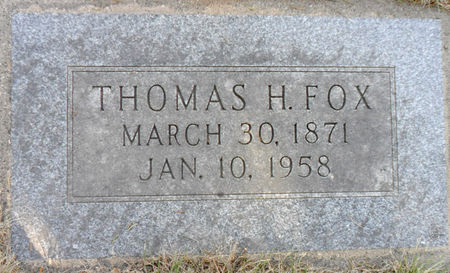 THOMAS H. FOX
MARCH 30, 1871
JAN. 10, 1958